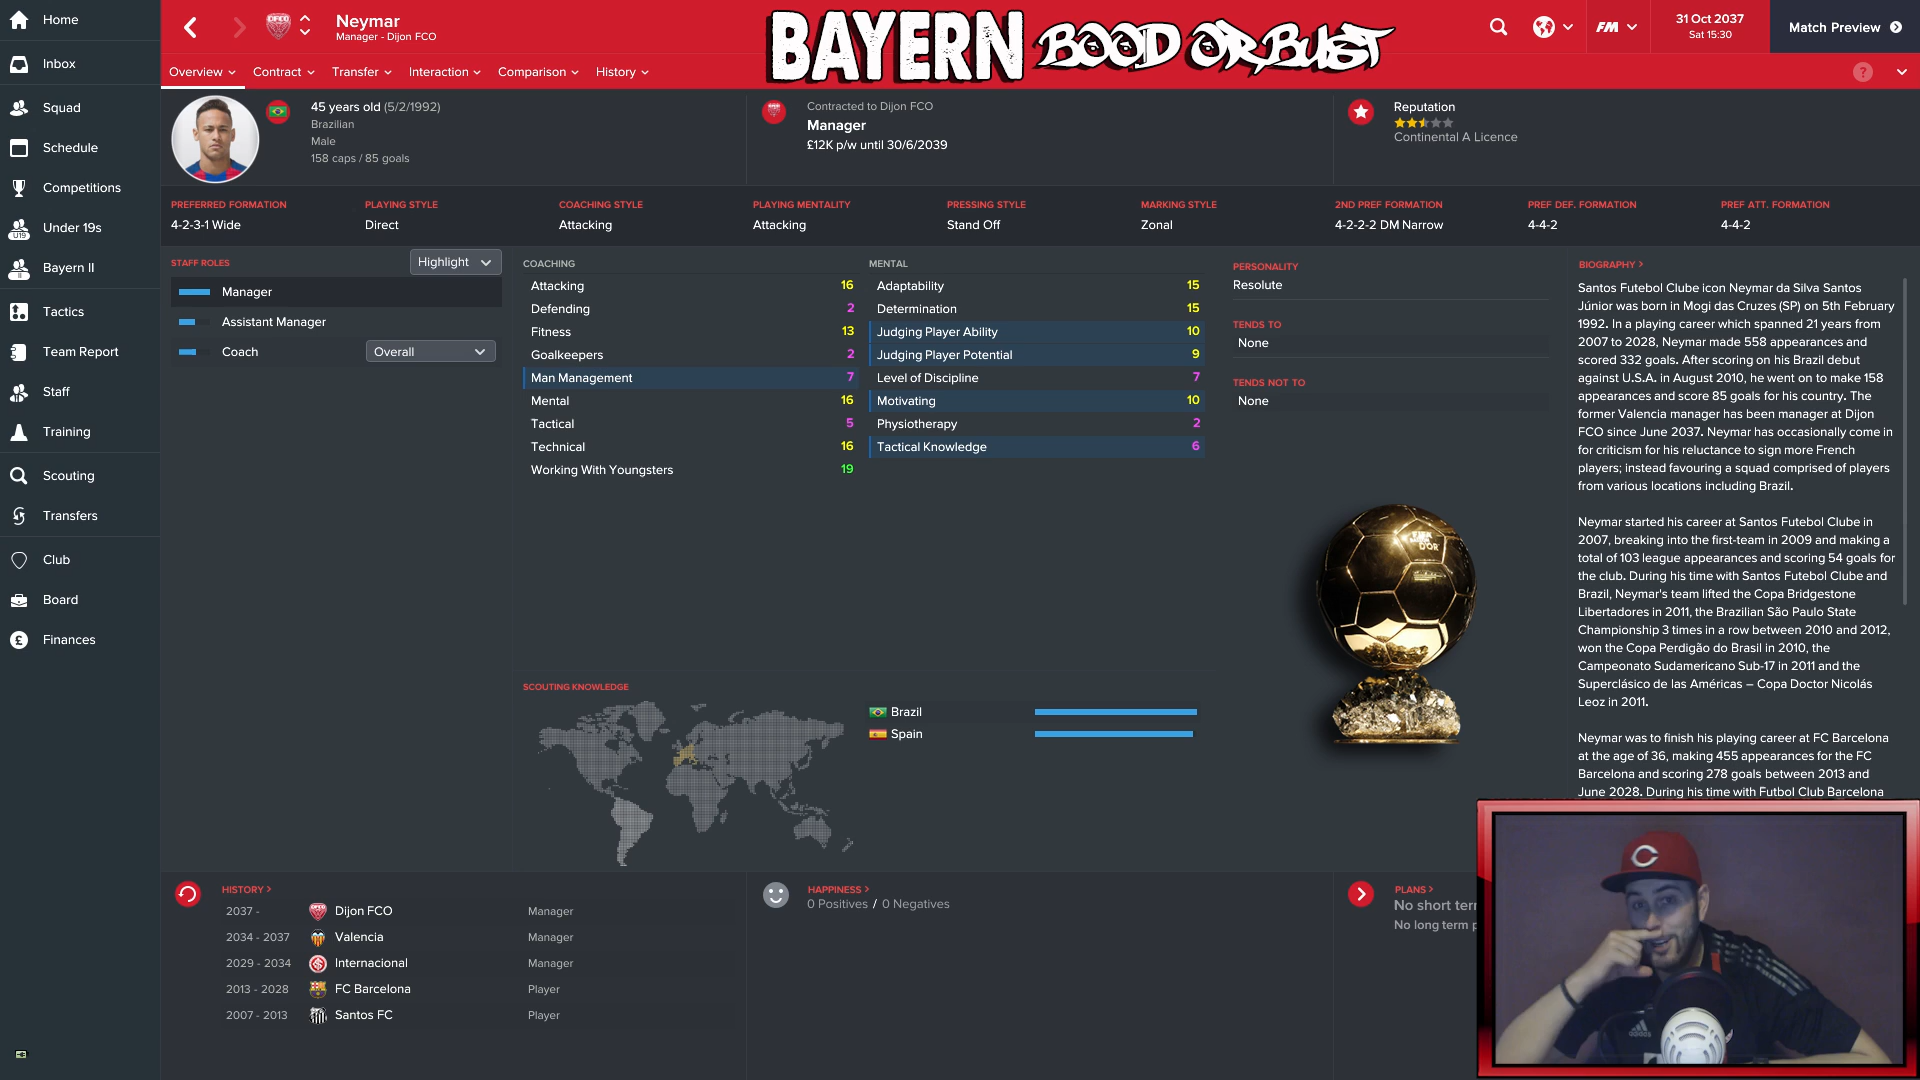 Home
Inbox
Squad
Schedule
Competitions
Under 19s
Bayern II
Tactics
Team Report
Staff
Training
Scouting
Transfers
Club
Board
Finances
Neymar
Manager - Dijon FCO
BAYERN BOOD OR BUST
FM
31 Oct 2037
Sat 15:30
Match Preview
Overview
Contract
Transfer
Interaction
Comparison
History
?
45 years old (5/2/1992)
Brazilian
Male
158 caps / 85 goals
Contracted to Dijon FCO
Manager
£12K p/w until 30/6/2039
Reputation
Continental A Licence
PREFERRED FORMATION
4-2-3-1 Wide
PLAYING STYLE
Direct
COACHING STYLE
Attacking
PLAYING MENTALITY
Attacking
PRESSING STYLE
Stand Off
MARKING STYLE
Zonal
2ND PREF FORMATION
4-2-2-2 DM Narrow
PREF DEF. FORMATION
4-4-2
PREF ATT. FORMATION
4-4-2
STAFF ROLES
Highlight
Manager
Assistant Manager
Coach
Overall
COACHING
Attacking 16
Defending 2
Fitness 13
Goalkeepers 2
Man Management 7
Mental 16
Tactical 5
Technical 16
Working With Youngsters 19
MENTAL
Adaptability 15
Determination 15
Judging Player Ability 10
Judging Player Potential 9
Level of Discipline 7
Motivating 10
Physiotherapy 2
Tactical Knowledge 6
PERSONALITY
Resolute
TENDS TO
None
TENDS NOT TO
None
BIOGRAPHY >
Santos Futebol Clube icon Neymar da Silva Santos
Júnior was born in Mogi das Cruzes (SP) on 5th February
1992. In a playing career which spanned 21 years from
2007 to 2028, Neymar made 558 appearances and
scored 332 goals. After scoring on his Brazil debut
against U.S.A. in August 2010, he went on to make 158
appearances and score 85 goals for his country. The
former Valencia manager has been manager at Dijon
FCO since June 2037. Neymar has occasionally come in
for criticism for his reluctance to sign more French
players; instead favouring a squad comprised of players
from various locations including Brazil.
Neymar started his career at Santos Futebol Clube in
2007, breaking into the first-team in 2009 and making a
total of 103 league appearances and scoring 54 goals for
the club. During his time with Santos Futebol Clube and
Brazil, Neymar's team lifted the Copa Bridgestone
Libertadores in 2011, the Brazilian São Paulo State
Championship 3 times in a row between 2010 and 2012,
won the Copa Perdigão do Brasil in 2010, the
Campeonato Sudamericano Sub-17 in 2011 and the
Superclásico de las Américas – Copa Doctor Nicolás
Leoz in 2011.
Neymar was to finish his playing career at FC Barcelona
at the age of 36, making 455 appearances for the FC
Barcelona and scoring 278 goals between 2013 and
June 2028. During his time with Futbol Club Barcelona
SCOUTING KNOWLEDGE
Brazil
Spain
HISTORY >
2037 - Dijon FCO Manager
2034 - 2037 Valencia Manager
2029 - 2034 Internacional Manager
2013 - 2028 FC Barcelona Player
2007 - 2013 Santos FC Player
HAPPINESS >
0 Positives / 0 Negatives
PLANS >
No short ter
No long term p
adidas